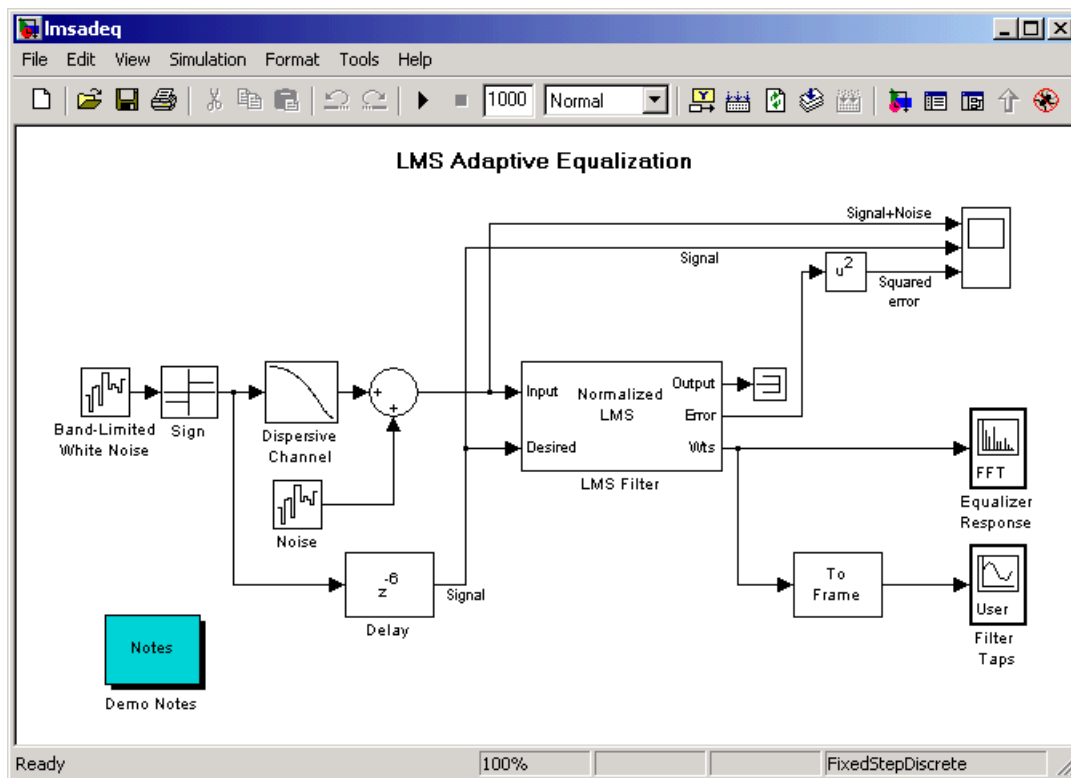 lmsadeq
File Edit View Simulation Format Tools Help
1000 Normal
LMS Adaptive Equalization
Signal+Noise
Signal
u2
Squared
error
Band-Limited
White Noise
Sign
Dispersive
Channel
+
+
Noise
Input
Desired
Normalized
LMS
Output
Error
Wts
LMS Filter
FFT
Equalizer
Response
z-6
Delay
Signal
To
Frame
User
Filter
Taps
Notes
Demo Notes
Ready 100% FixedStepDiscrete